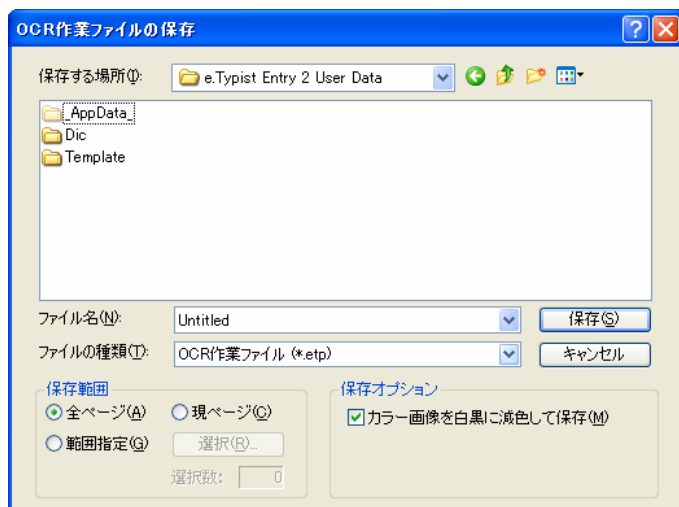 OCR作業ファイルの保存
保存する場所(I): e.Typist Entry 2 User Data
_AppData_
Dic
Template
ファイル名(N): Untitled 保存(S)
ファイルの種類(T): OCR作業ファイル (*.etp) キャンセル
保存範囲 保存オプション
全ページ(A) 現ページ(C) カラー画像を白黒に減色して保存(M)
範囲指定(G) 選択(R)...
選択数: 0